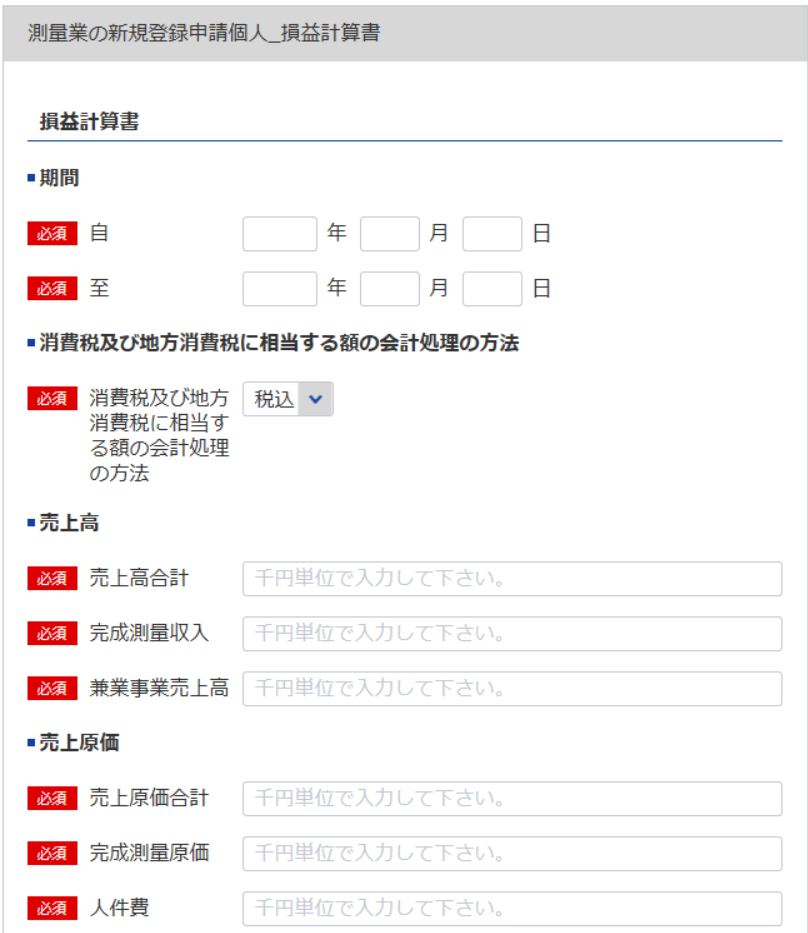 測量業の新規登録申請個人_損益計算書
損益計算書
期間
必須 自 年 月 日
必須 至 年 月 日
消費税及び地方消費税に相当する額の会計処理の方法
必須 消費税及び地方 税込
消費税に相当す
る額の会計処理
の方法
売上高
必須 売上高合計 千円単位で入力して下さい。
必須 完成測量収入 千円単位で入力して下さい。
必須 兼業事業売上高 千円単位で入力して下さい。
売上原価
必須 売上原価合計 千円単位で入力して下さい。
必須 完成測量原価 千円単位で入力して下さい。
必須 人件費 千円単位で入力して下さい。